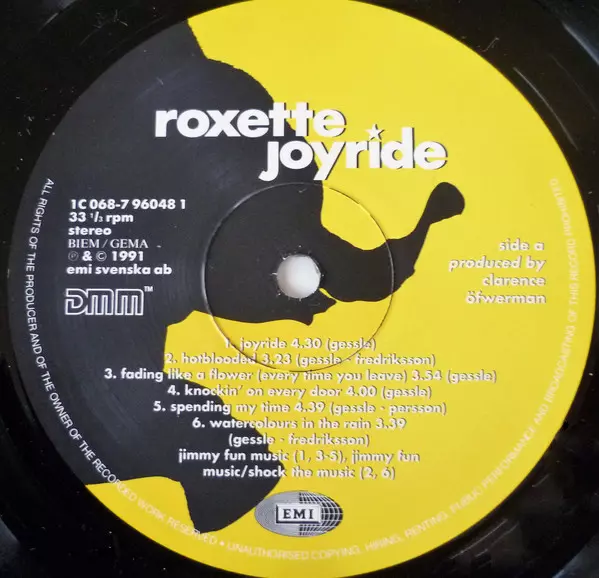 roxette
joyride
1C 068-7 96048 1
33 1/3 rpm
stereo
BIEM/GEMA
℗ & © 1991
emi svenska ab
DMM™
side a
produced by
clarence
öfwerman
1. joyride 4.30 (gessle)
2. hotblooded 3.23 (gessle - fredriksson)
3. fading like a flower (every time you leave) 3.54 (gessle)
4. knockin' on every door 4.00 (gessle)
5. spending my time 4.39 (gessle - persson)
6. watercolours in the rain 3.39
(gessle - fredriksson)
jimmy fun music (1, 3-5), jimmy fun
music/shock the music (2, 6)
EMI
ALL RIGHTS OF THE PRODUCER AND OF THE OWNER OF THE RECORDED WORK RESERVED • UNAUTHORISED COPYING, HIRING, RENTING, PUBLIC PERFORMANCE AND BROADCASTING OF THIS RECORD PROHIBITED